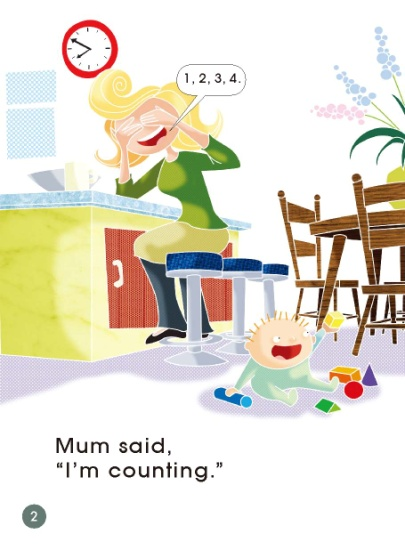 1, 2, 3, 4.
Mum said,
“I’m counting.”
2